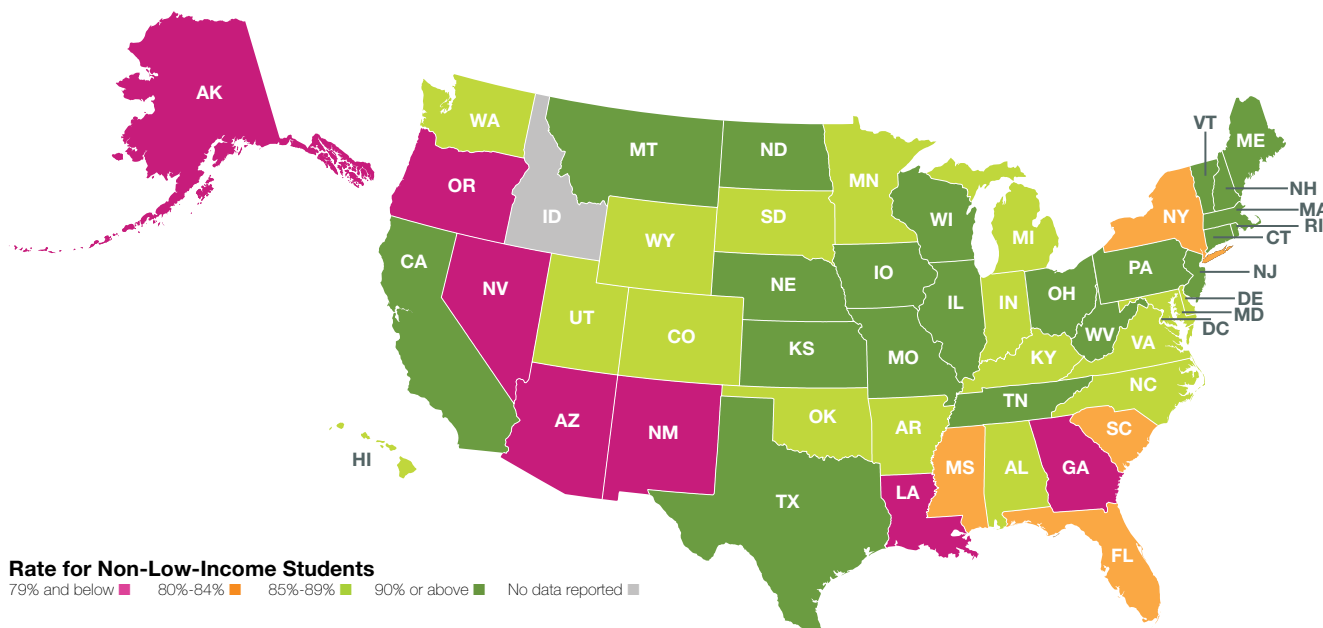 AK
WA
VT
ME
MT
ND
OR
MN
NH
ID
SD
WI
NY
MA
WY
MI
RI
CT
CA
IO
PA
NV
NE
IL
IN
OH
NJ
UT
DE
MD
CO
DC
WV
VA
KS
MO
KY
NC
TN
AZ
NM
OK
AR
SC
HI
MS
AL
GA
TX
LA
FL
Rate for Non-Low-Income Students
79% and below 80%-84% 85%-89% 90% or above No data reported